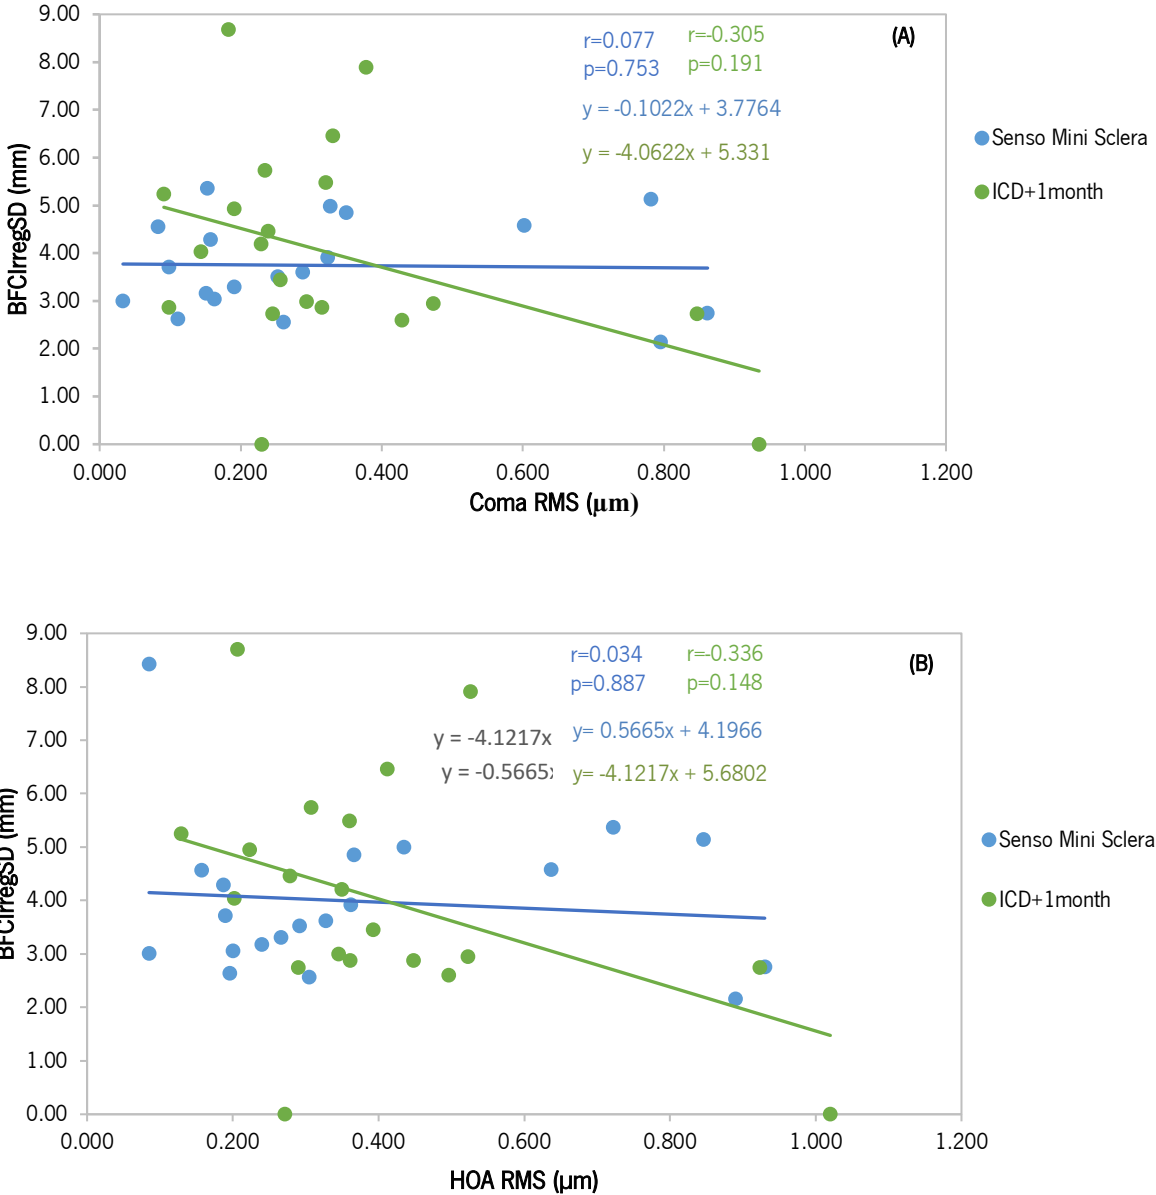 9.00
8.00
7.00
6.00
5.00
4.00
3.00
2.00
1.00
0.00
BFCIrregSD (mm)
r=0.077
p=0.753
r=-0.305
p=0.191
(A)
y = -0.1022x + 3.7764
y = -4.0622x + 5.331
Senso Mini Sclera
ICD+1month
0.000 0.200 0.400 0.600 0.800 1.000 1.200
Coma RMS (μm)
9.00
8.00
7.00
6.00
5.00
4.00
3.00
2.00
1.00
0.00
BFCIrregSD (mm)
r=0.034
p=0.887
r=-0.336
p=0.148
(B)
y = -4.1217x
y= 0.5665x + 4.1966
y = -0.5665x
y= -4.1217x + 5.6802
Senso Mini Sclera
ICD+1month
0.000 0.200 0.400 0.600 0.800 1.000 1.200
HOA RMS (μm)